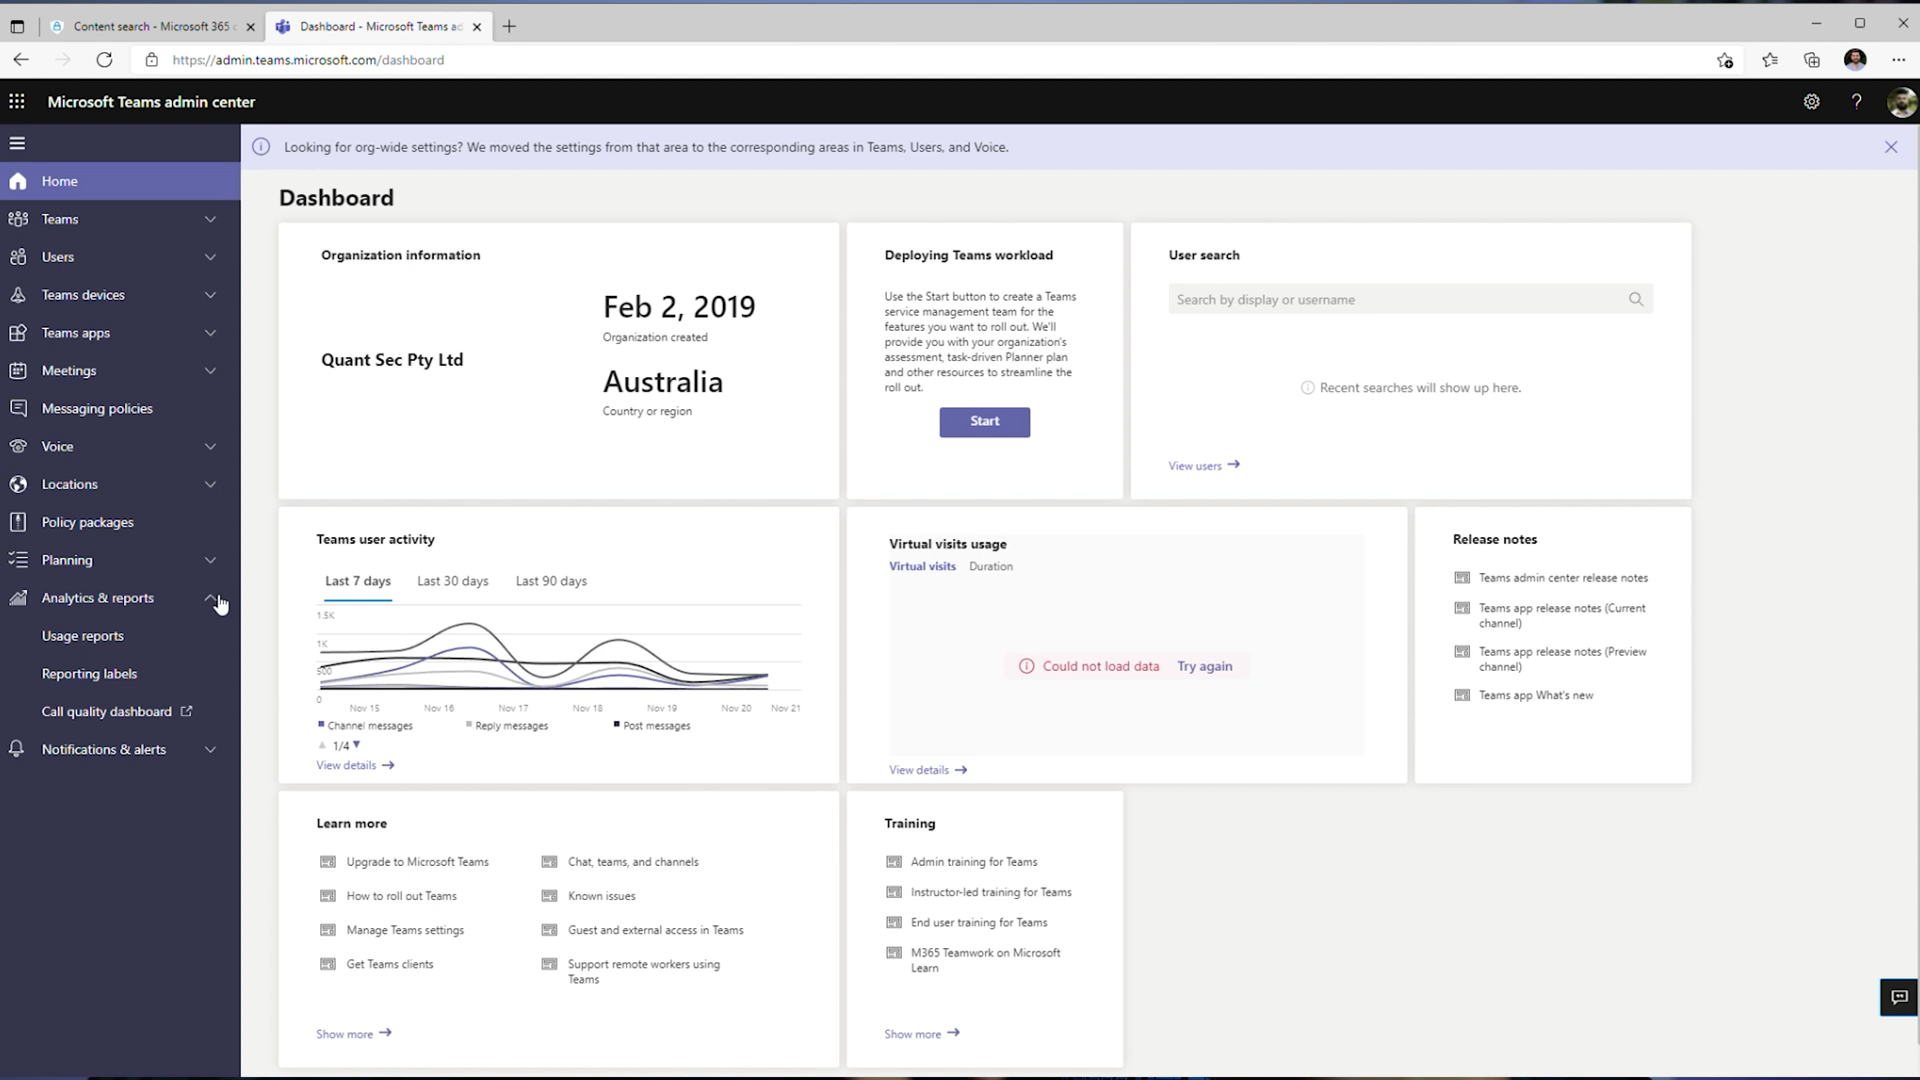 Content search - Microsoft 365 c
Dashboard - Microsoft Teams ad
https://admin.teams.microsoft.com/dashboard
Microsoft Teams admin center
Looking for org-wide settings? We moved the settings from that area to the corresponding areas in Teams, Users, and Voice.
Home
Teams
Users
Teams devices
Teams apps
Meetings
Messaging policies
Voice
Locations
Policy packages
Planning
Analytics & reports
Usage reports
Reporting labels
Call quality dashboard
Notifications & alerts
Dashboard
Organization information
Quant Sec Pty Ltd
Feb 2, 2019
Organization created
Australia
Country or region
Deploying Teams workload
Use the Start button to create a Teams
service management team for the
features you want to roll out. We'll
provide you with your organization's
assessment, task-driven Planner plan
and other resources to streamline the
roll out.
Start
User search
Search by display or username
Recent searches will show up here.
View users
Teams user activity
Last 7 days Last 30 days Last 90 days
1.5K
1K
500
0
Nov 15 Nov 16 Nov 17 Nov 18 Nov 19 Nov 20 Nov 21
Channel messages Reply messages Post messages
1/4
View details
Virtual visits usage
Virtual visits Duration
Could not load data Try again
View details
Release notes
Teams admin center release notes
Teams app release notes (Current
channel)
Teams app release notes (Preview
channel)
Teams app What's new
Learn more
Upgrade to Microsoft Teams
How to roll out Teams
Manage Teams settings
Get Teams clients
Chat, teams, and channels
Known issues
Guest and external access in Teams
Support remote workers using
Teams
Show more
Training
Admin training for Teams
Instructor-led training for Teams
End user training for Teams
M365 Teamwork on Microsoft
Learn
Show more